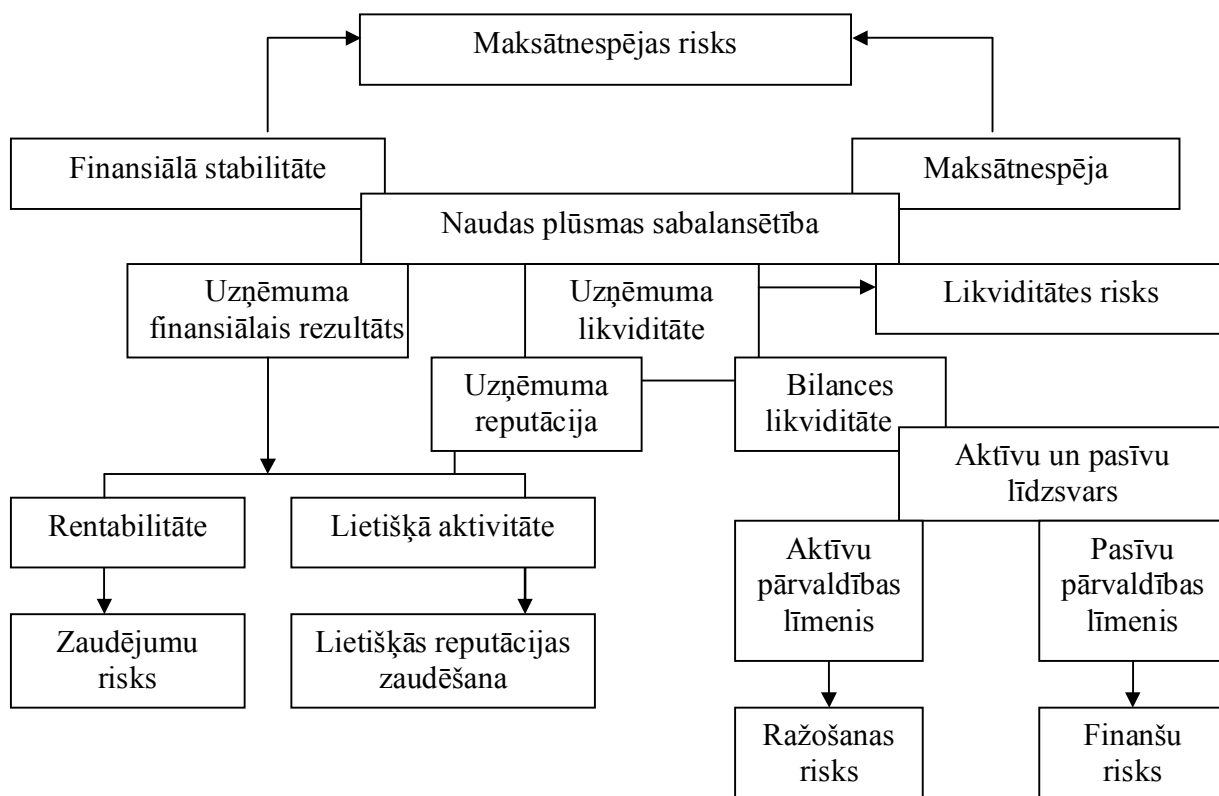 Maksātnespējas risks
Finansiālā stabilitāte
Maksātnespēja
Naudas plūsmas sabalansētība
Uzņēmuma
finansiālais rezultāts
Uzņēmuma
likviditāte
Likviditātes risks
Uzņēmuma
reputācija
Bilances
likviditāte
Aktīvu un pasīvu
līdzsvars
Rentabilitāte
Lietišķā aktivitāte
Aktīvu
pārvaldības
līmenis
Pasīvu
pārvaldības
līmenis
Zaudējumu
risks
Lietišķās reputācijas
zaudēšana
Ražošanas
risks
Finanšu
risks